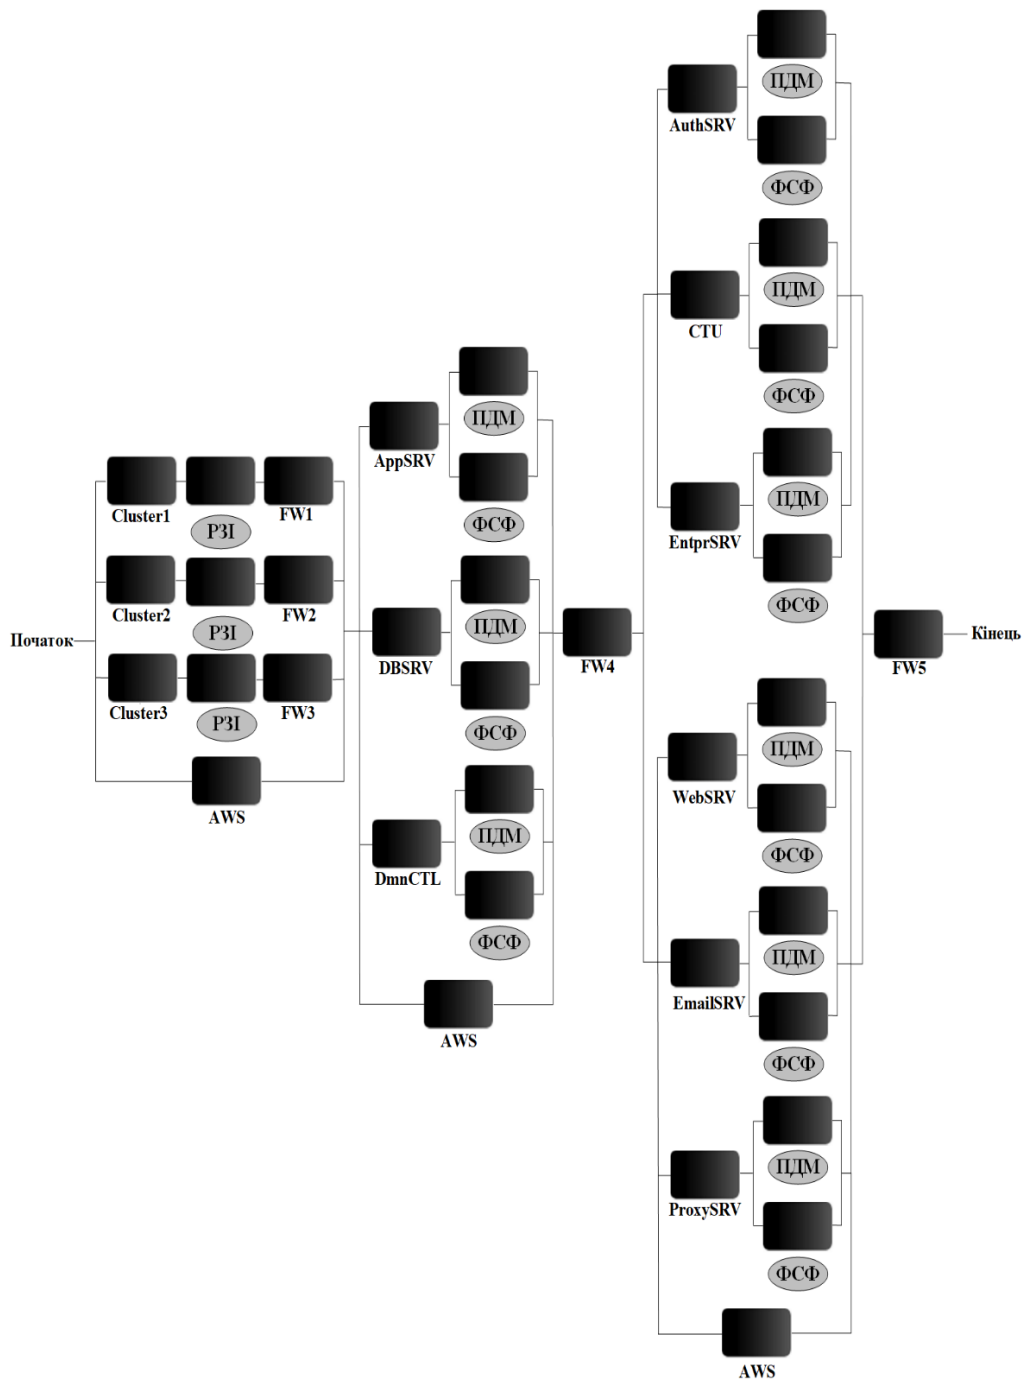 Початок
Cluster1
РЗІ
FW1
Cluster2
РЗІ
FW2
Cluster3
РЗІ
FW3
AWS
AppSRV
ПДМ
ФСФ
DBSRV
ПДМ
ФСФ
DmnCTL
ПДМ
ФСФ
AWS
FW4
AuthSRV
ПДМ
ФСФ
CTU
ПДМ
ФСФ
EntprSRV
ПДМ
ФСФ
WebSRV
ПДМ
ФСФ
EmailSRV
ПДМ
ФСФ
ProxySRV
ПДМ
ФСФ
AWS
FW5
Кінець